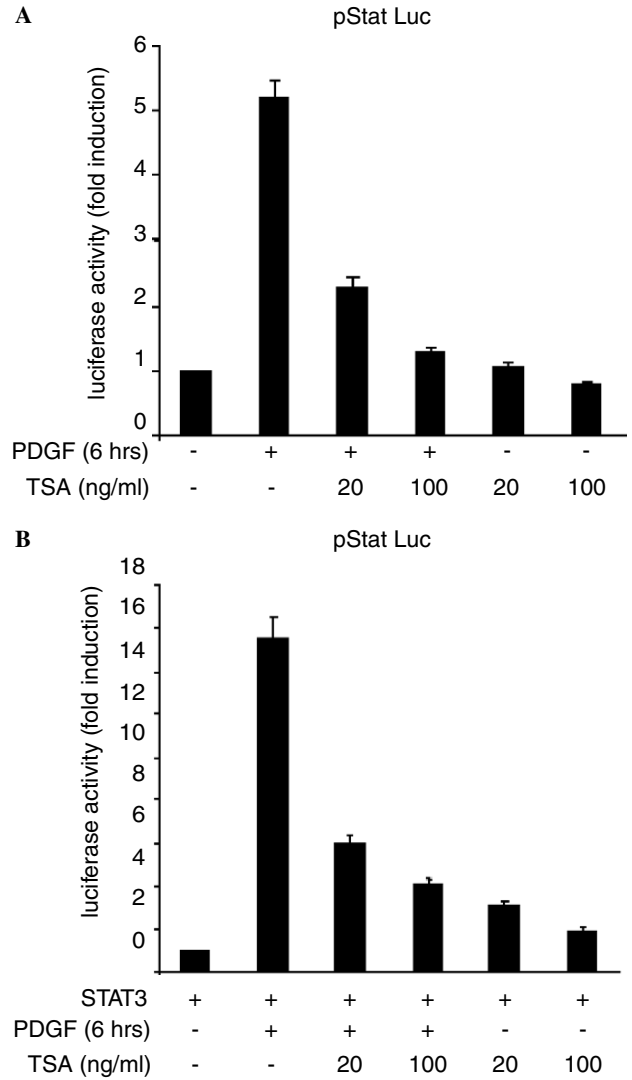 A
pStat Luc
luciferase activity (fold induction)
6
5
4
3
2
1
0
PDGF (6 hrs) - + + + - -
TSA (ng/ml) - - 20 100 20 100
B
pStat Luc
luciferase activity (fold induction)
18
16
14
12
10
8
6
4
2
0
STAT3 + + + + + +
PDGF (6 hrs) - + + + - -
TSA (ng/ml) - - 20 100 20 100